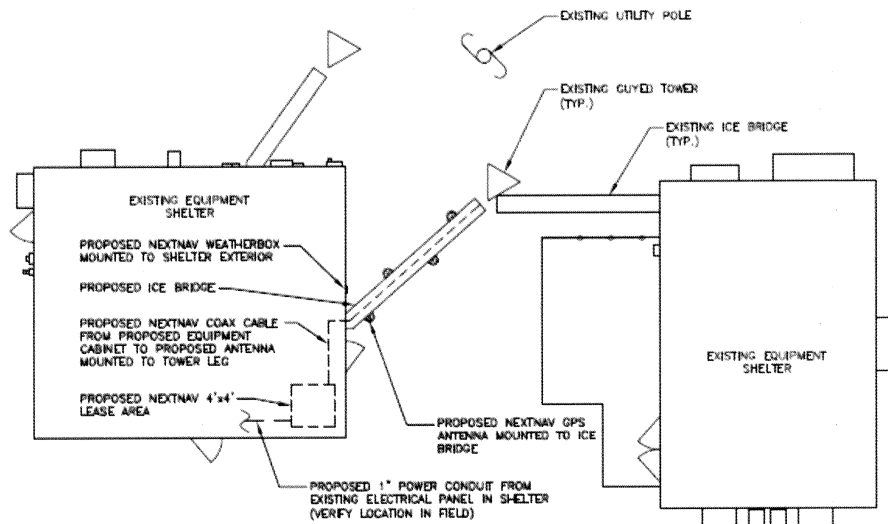 EXISTING UTILITY POLE
EXISTING GUYED TOWER
(TYP.)
EXISTING ICE BRIDGE
(TYP.)
EXISTING EQUIPMENT
SHELTER
PROPOSED NEXTNAV WEATHERBOX
MOUNTED TO SHELTER EXTERIOR
PROPOSED ICE BRIDGE
PROPOSED NEXTNAV COAX CABLE
FROM PROPOSED EQUIPMENT
CABINET TO PROPOSED ANTENNA
MOUNTED TO TOWER LEG
PROPOSED NEXTNAV 4'x4'
LEASE AREA
EXISTING EQUIPMENT
SHELTER
PROPOSED NEXTNAV GPS
ANTENNA MOUNTED TO ICE
BRIDGE
PROPOSED 1" POWER CONDUIT FROM
EXISTING ELECTRICAL PANEL IN SHELTER
(VERIFY LOCATION IN FIELD)